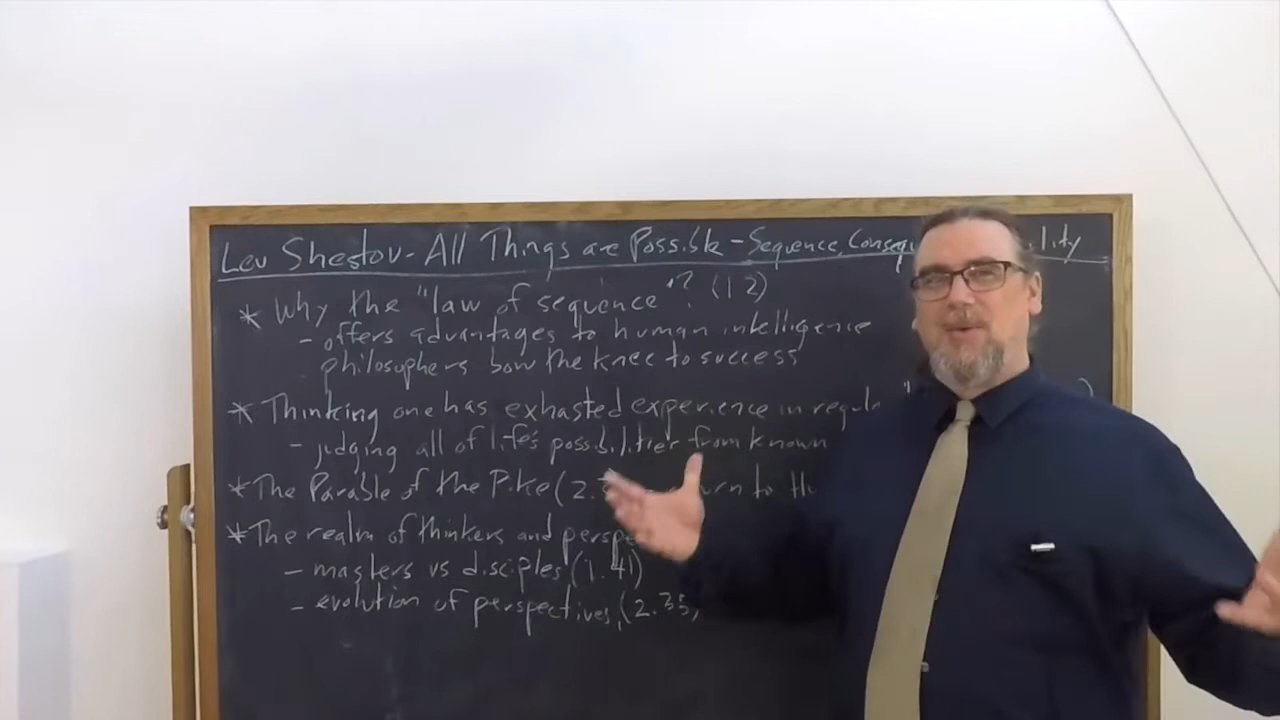 Lev Shestov - All Things are Possible - Sequence, Consequ lity
* Why the "law of sequence"? (1 2)
- offers advantages to human intelligence
philosophers bow the knee to success
* Thinking one has exhasted experience in regula " )
- judging all of life's possibilities from known
* The Parable of the Pike (2.
* The realm of thinkers and perspe
- masters vs disciples (1.41)
- evolution of perspectives, (2.35)